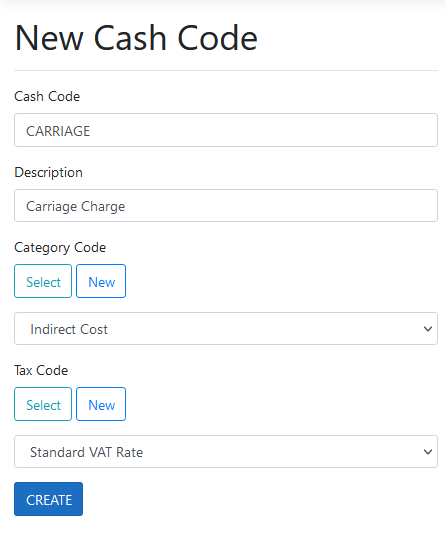 New Cash Code
Cash Code
CARRIAGE
Description
Carriage Charge
Category Code
Select New
Indirect Cost
Tax Code
Select New
Standard VAT Rate
CREATE